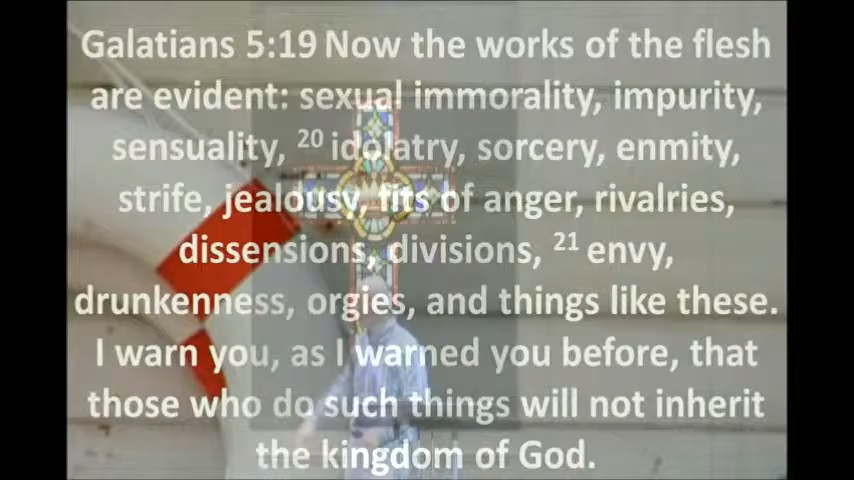 Galatians 5:19 Now the works of the flesh
are evident: sexual immorality, impurity,
sensuality, 20 idolatry, sorcery, enmity,
strife, jealousy, fits of anger, rivalries,
dissensions, divisions, 21 envy,
drunkenness, orgies, and things like these.
I warn you, as I warned you before, that
those who do such things will not inherit
the kingdom of God.